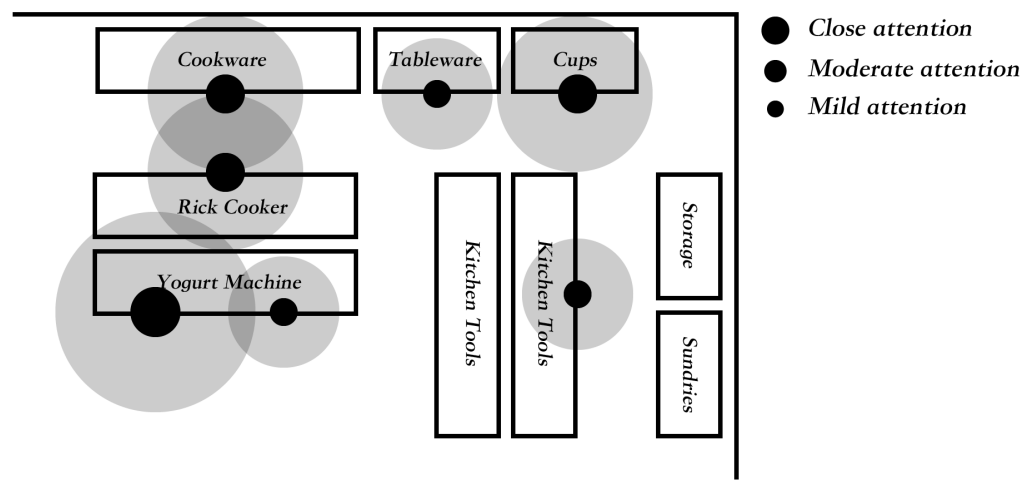 Cookware
Tableware
Cups
Close attention
Moderate attention
Mild attention
Rick Cooker
Yogurt Machine
Kitchen Tools
Kitchen Tools
Storage
Sundries